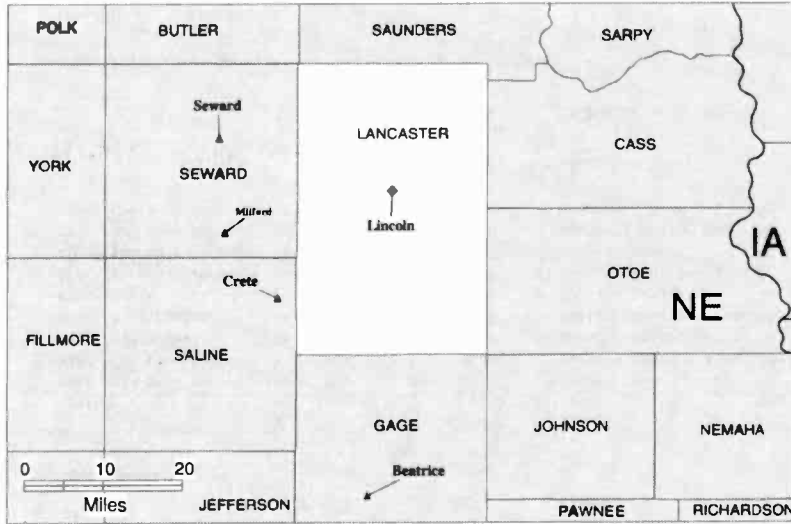 POLK
BUTLER
SAUNDERS
SARPY
Seward
LANCASTER
CASS
YORK
SEWARD
Milford
Lincoln
IA
Crete
OTOE
NE
FILLMORE
SALINE
GAGE
JOHNSON
NEMAHA
0 10 20
Beatrice
Miles
JEFFERSON
PAWNEE
RICHARDSON